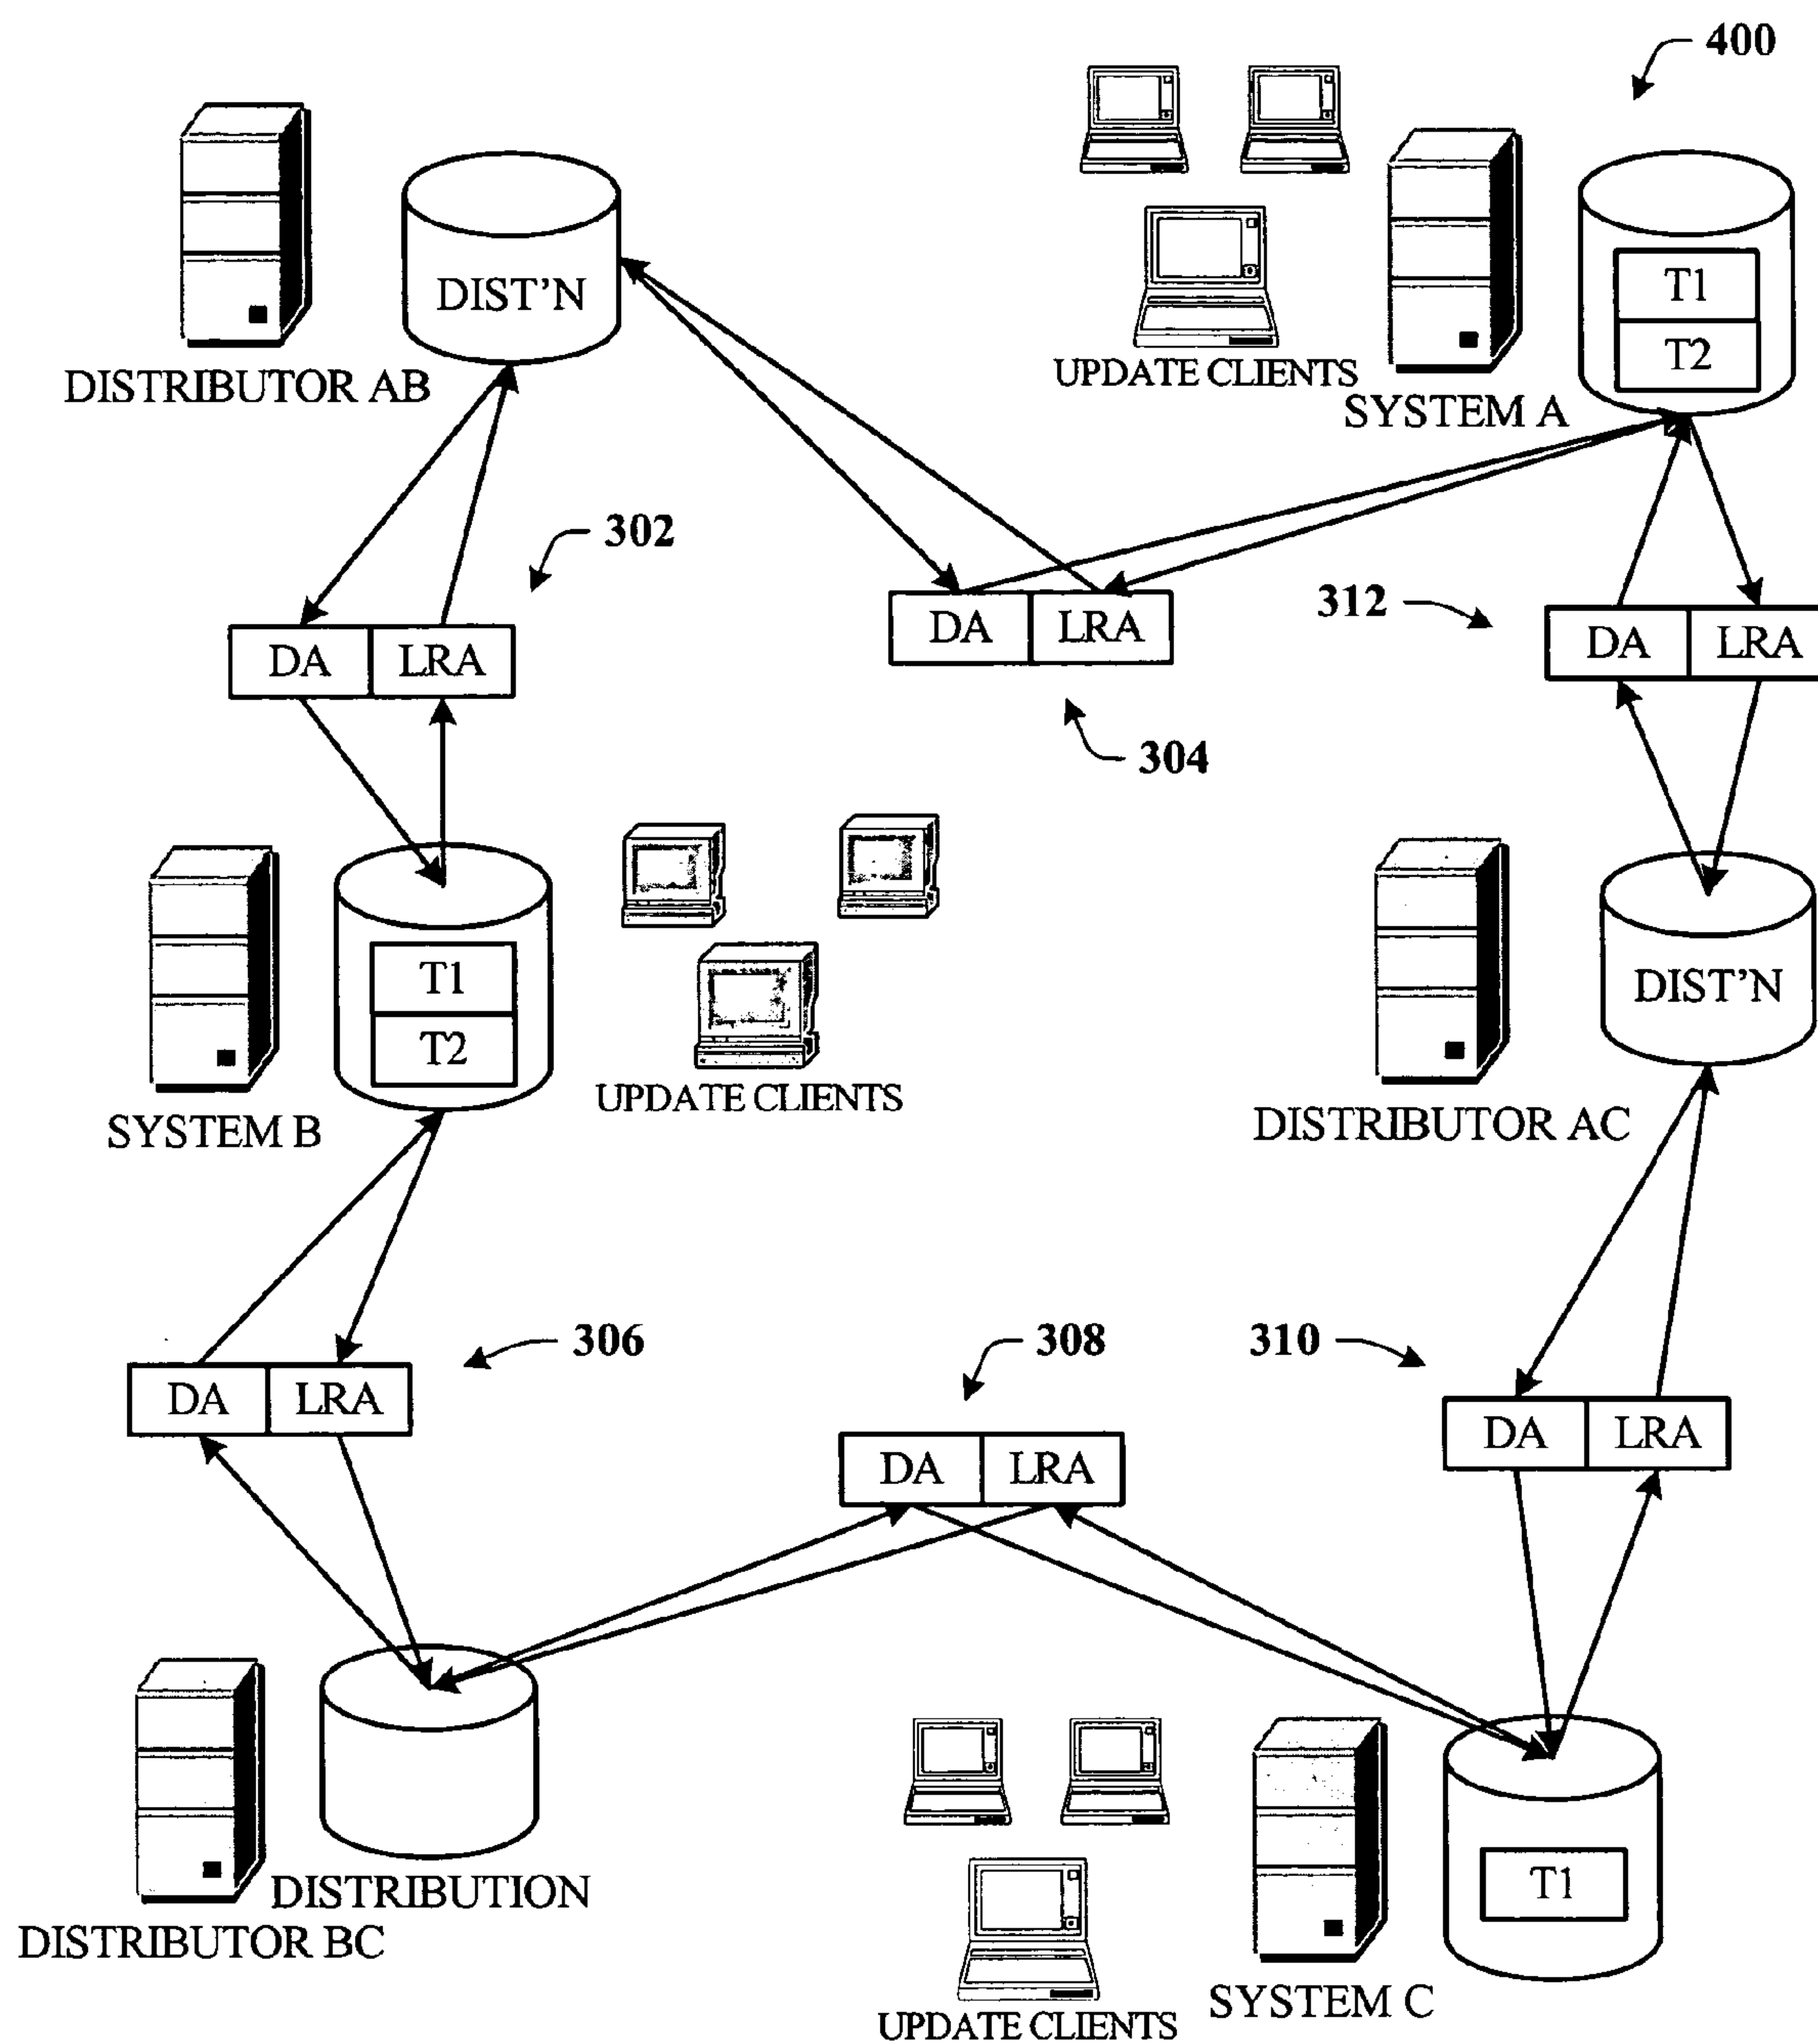 400
DIST'N
DISTRIBUTOR AB
T1
T2
UPDATE CLIENTS
SYSTEM A
302
DA LRA
304
DA LRA
312
DA LRA
T1
T2
SYSTEM B
UPDATE CLIENTS
DIST'N
DISTRIBUTOR AC
306
DA LRA
308
DA LRA
310
DA LRA
DISTRIBUTION
DISTRIBUTOR BC
T1
UPDATE CLIENTS
SYSTEM C